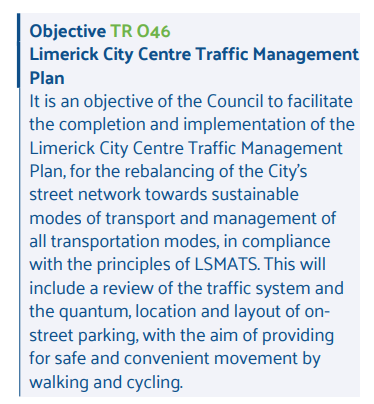 Objective TR O46
Limerick City Centre Traffic Management
Plan
It is an objective of the Council to facilitate
the completion and implementation of the
Limerick City Centre Traffic Management
Plan, for the rebalancing of the City's
street network towards sustainable
modes of transport and management of
all transportation modes, in compliance
with the principles of LSMATS. This will
include a review of the traffic system and
the quantum, location and layout of on-
street parking, with the aim of providing
for safe and convenient movement by
walking and cycling.